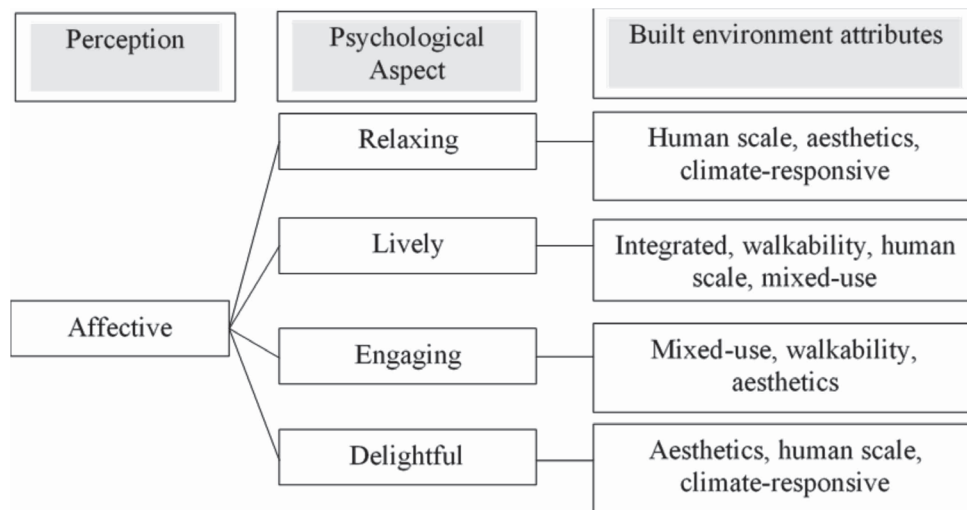 Perception
Psychological
Aspect
Built environment attributes
Relaxing
Human scale, aesthetics,
climate-responsive
Lively
Integrated, walkability, human
scale, mixed-use
Affective
Engaging
Mixed-use, walkability,
aesthetics
Delightful
Aesthetics, human scale,
climate-responsive